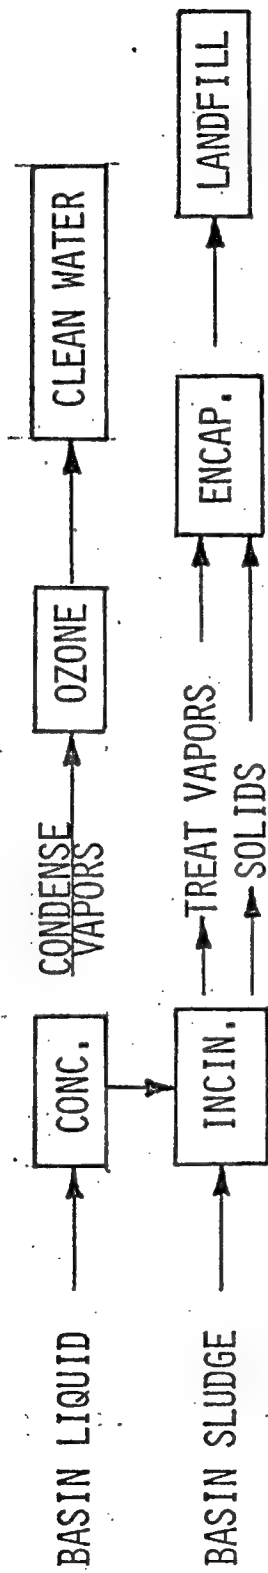 BASIN LIQUID
CONC.
CONDENSE
VAPORS
OZONE
CLEAN WATER
BASIN SLUDGE
INCIN.
TREAT VAPORS
SOLIDS
ENCAP.
LANDFILL